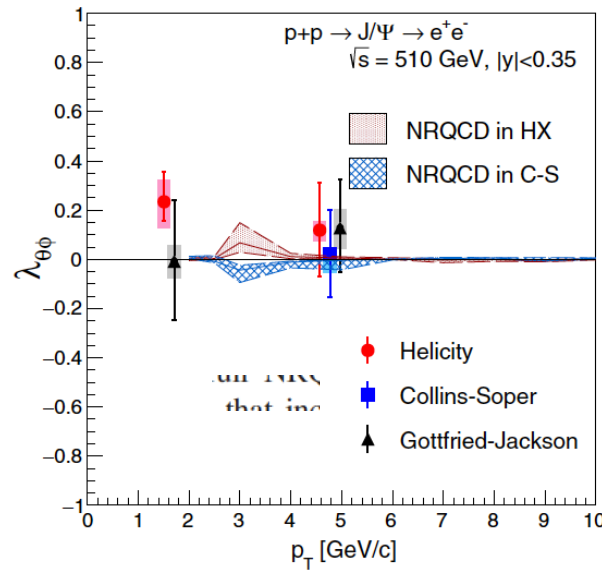 p+p → J/Ψ → e⁺e⁻
√s = 510 GeV, |y|<0.35
NRQCD in HX
NRQCD in C-S
Helicity
Collins-Soper
Gottfried-Jackson
that inc
λθφ
1
0.8
0.6
0.4
0.2
0
−0.2
−0.4
−0.6
−0.8
−1
0 1 2 3 4 5 6 7 8 9 10
p_T [GeV/c]